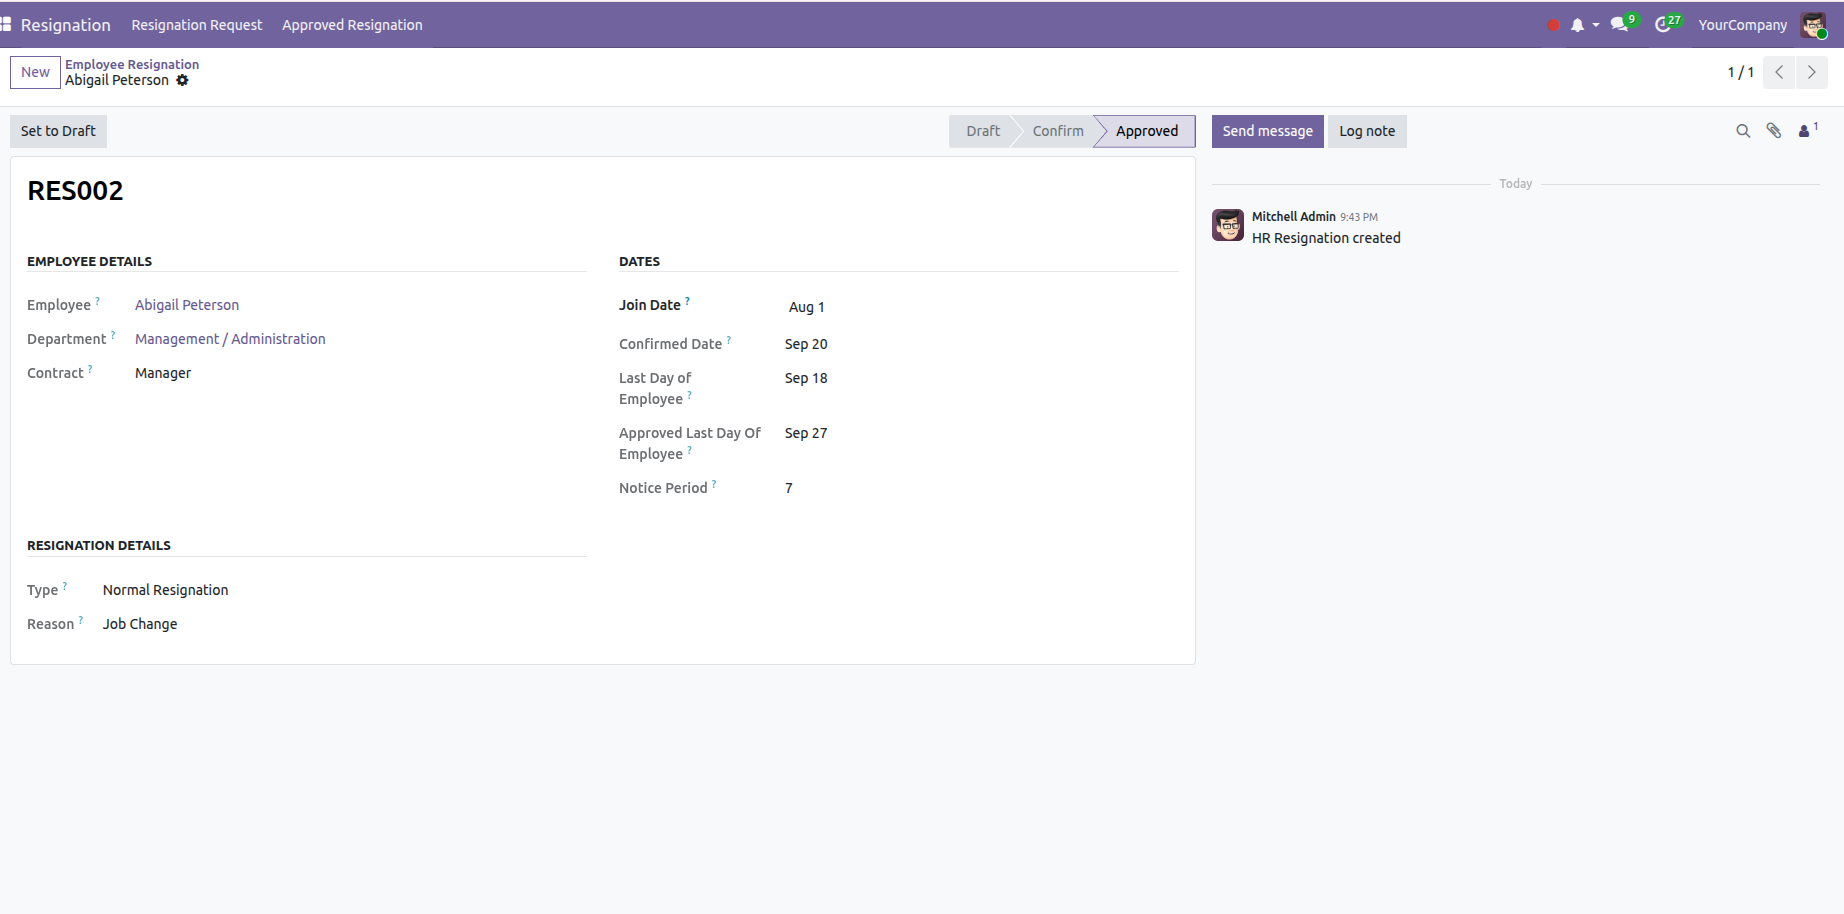 Resignation Resignation Request Approved Resignation 9 27 YourCompany
New Employee Resignation
Abigail Peterson 1 / 1
Set to Draft Draft Confirm Approved Send message Log note 1
RES002
Today
Mitchell Admin 9:43 PM
HR Resignation created
EMPLOYEE DETAILS
Employee ? Abigail Peterson
Department ? Management / Administration
Contract ? Manager
DATES
Join Date ? Aug 1
Confirmed Date ? Sep 20
Last Day of
Employee ? Sep 18
Approved Last Day Of
Employee ? Sep 27
Notice Period ? 7
RESIGNATION DETAILS
Type ? Normal Resignation
Reason ? Job Change